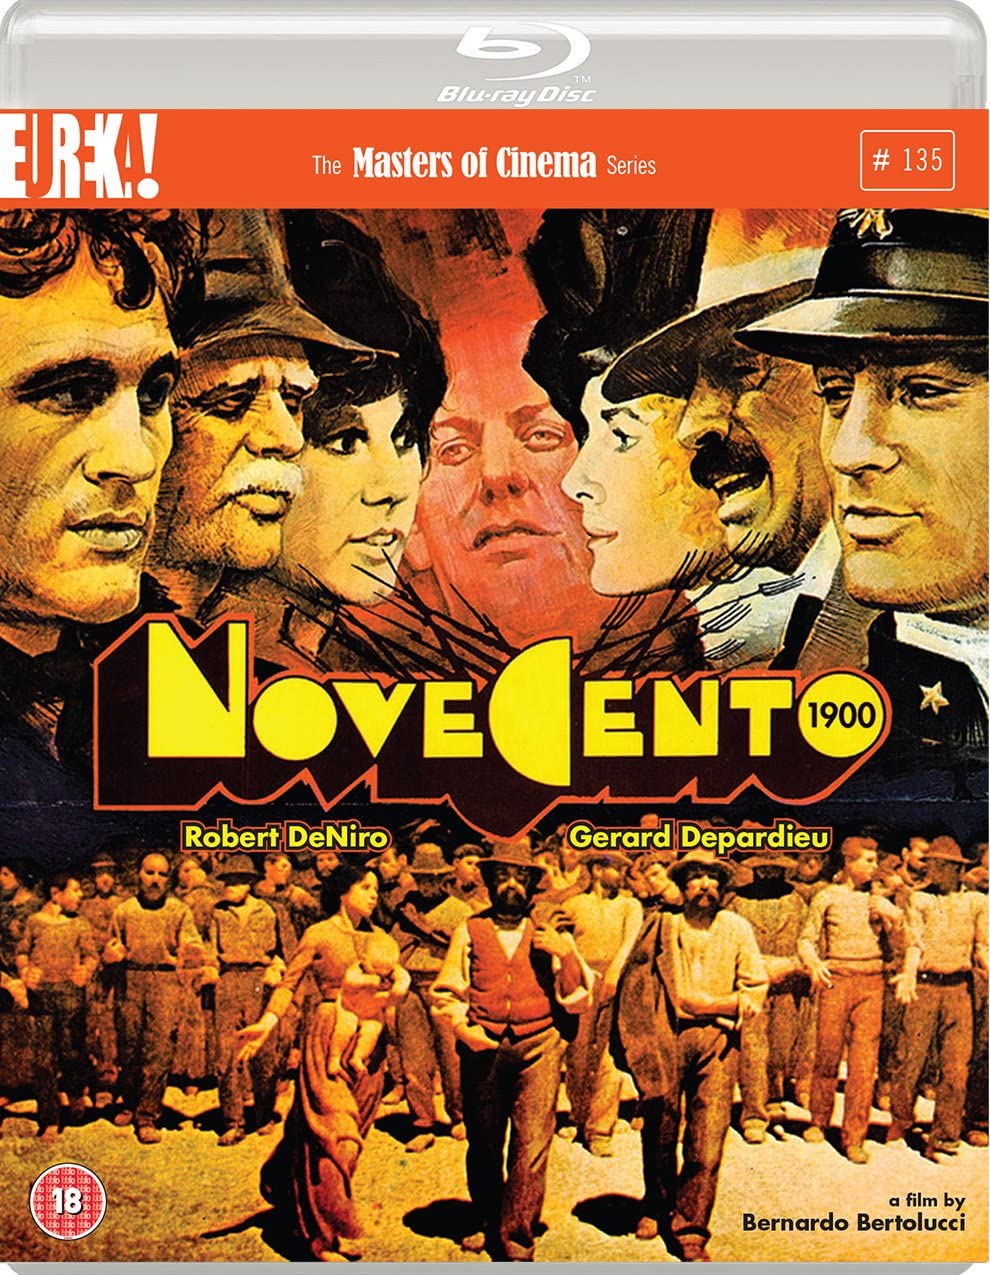 Blu-ray Disc
TM
EUREKA!
The Masters of Cinema Series
# 135
NOVECENTO
1900
Robert DeNiro
Gerard Depardieu
18
a film by
Bernardo Bertolucci